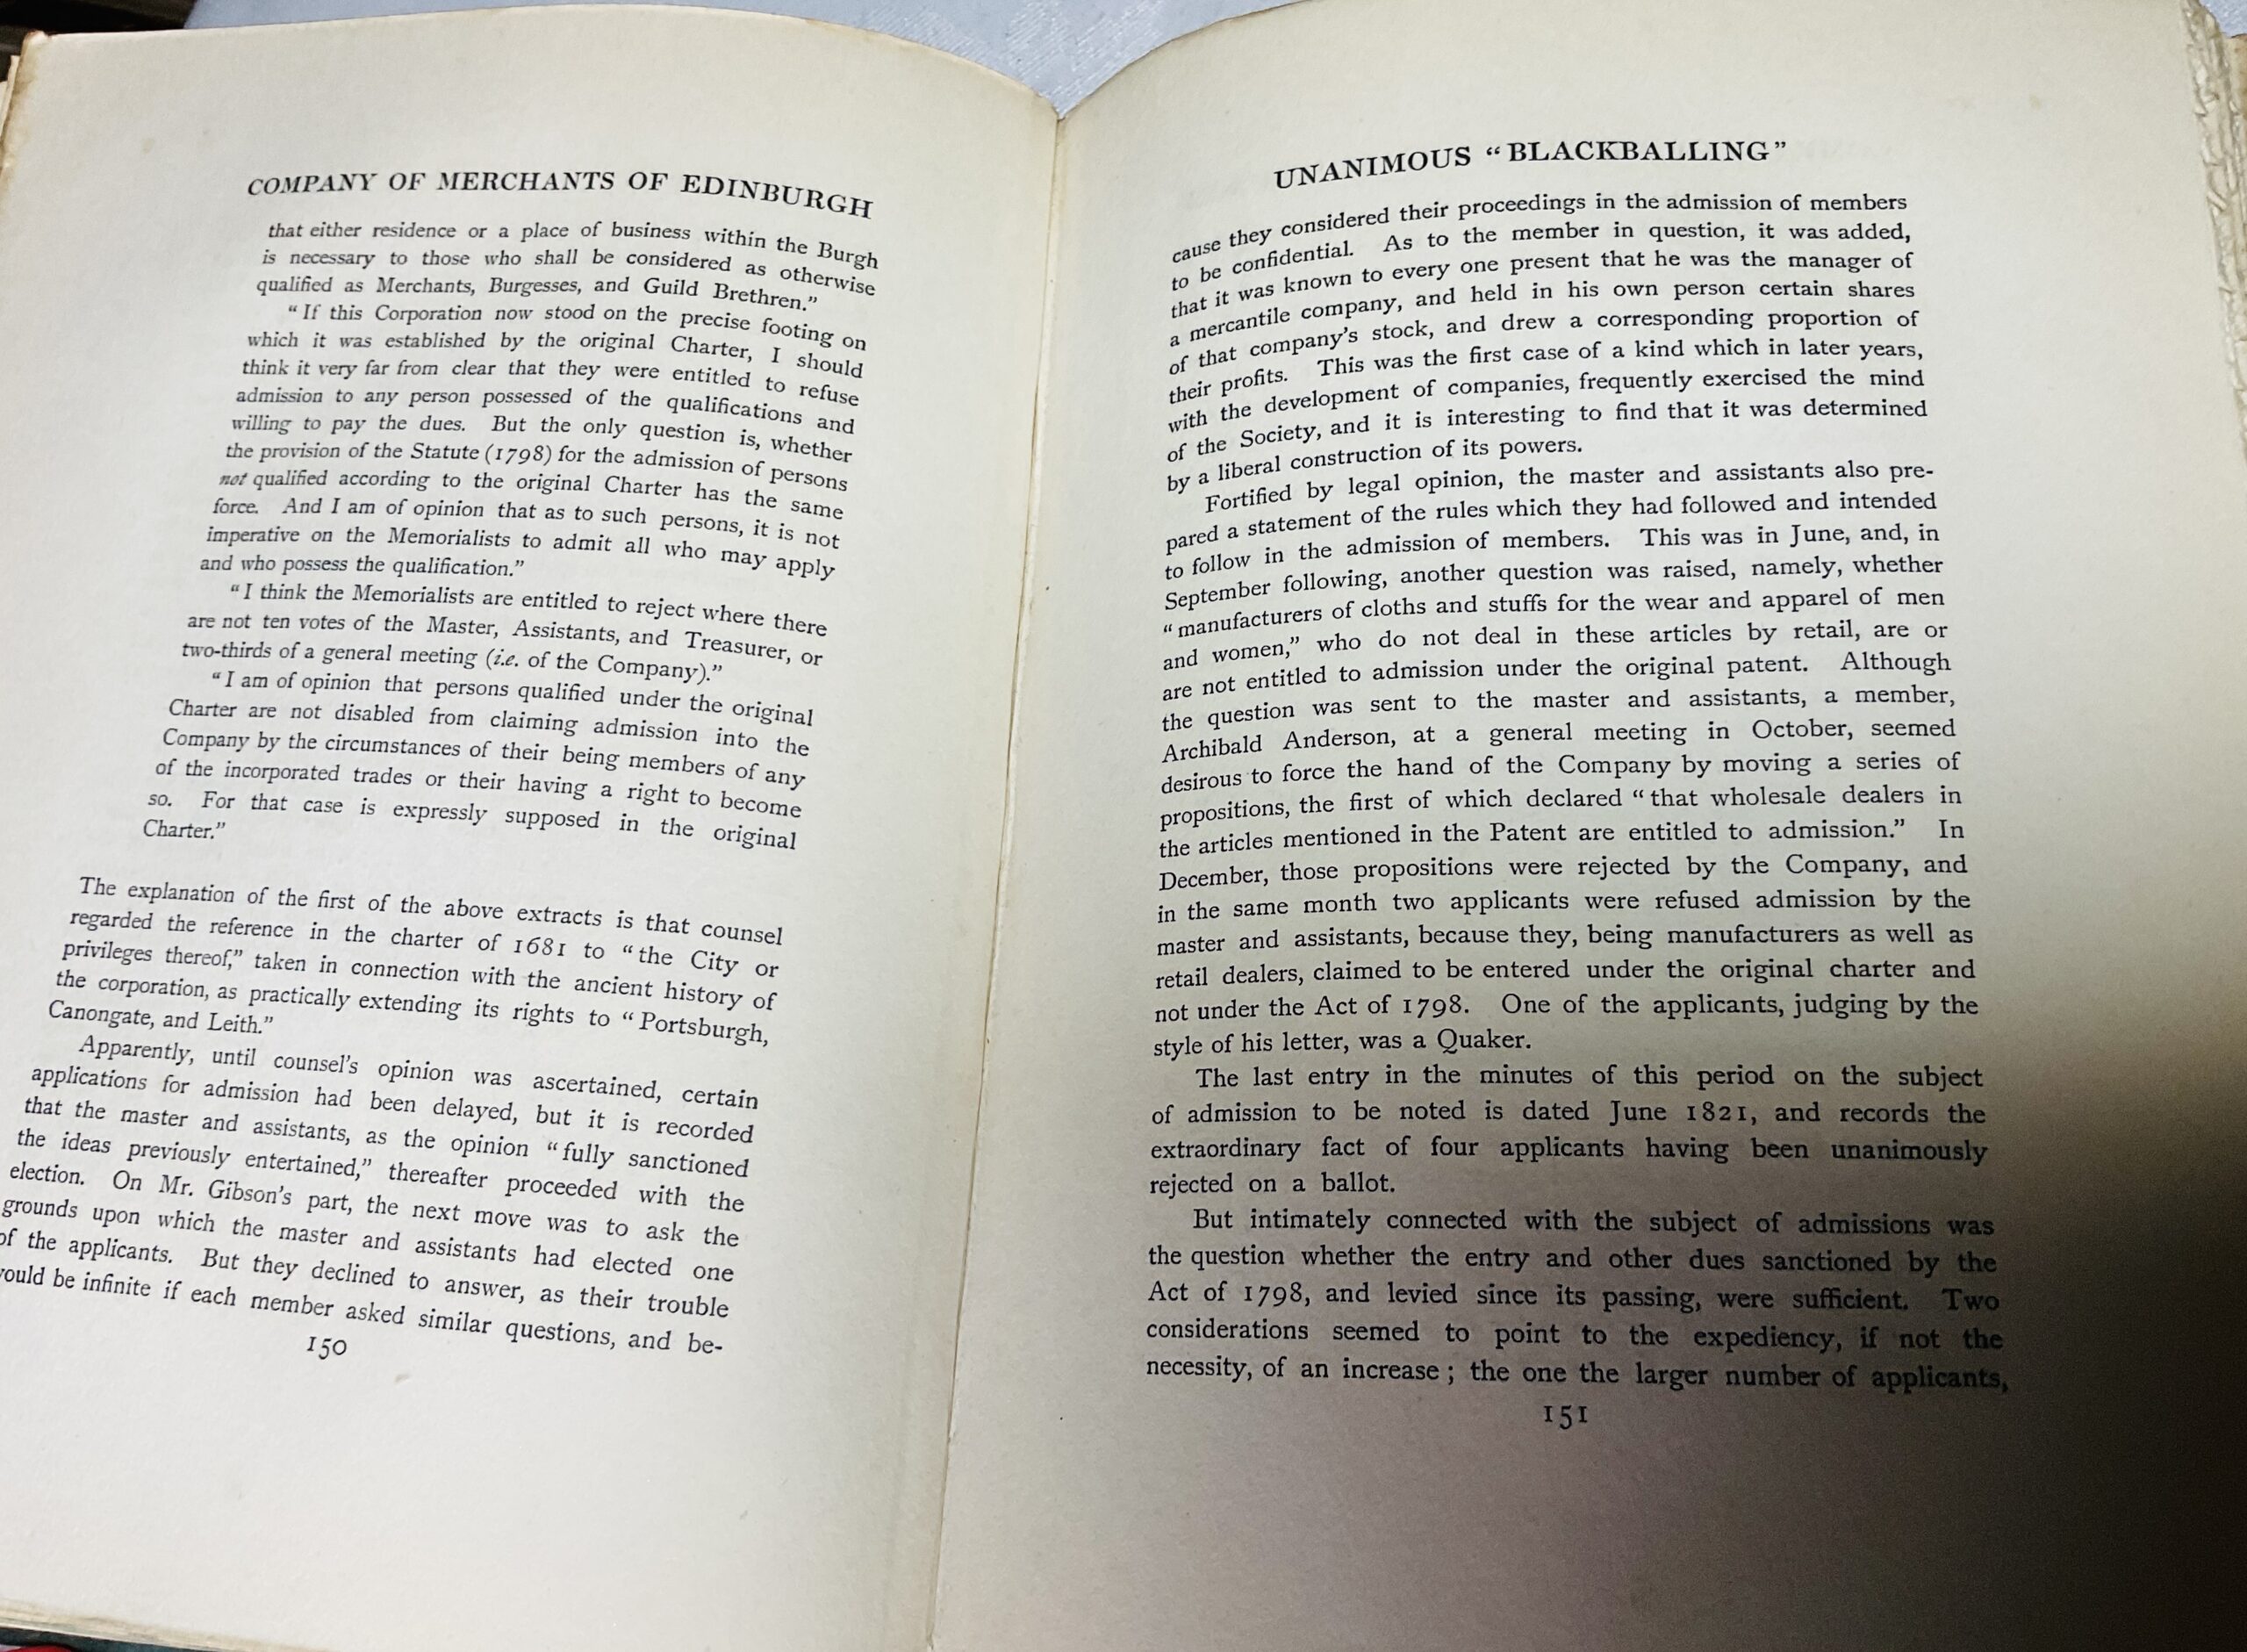 COMPANY OF MERCHANTS OF EDINBURGH
that either residence or a place of business within the Burgh
is necessary to those who shall be considered as otherwise
qualified as Merchants, Burgesses, and Guild Brethren.”
“If this Corporation now stood on the precise footing on
which it was established by the original Charter, I should
think it very far from clear that they were entitled to refuse
admission to any person possessed of the qualifications and
willing to pay the dues. But the only question is, whether
the provision of the Statute (1798) for the admission of persons
not qualified according to the original Charter has the same
force. And I am of opinion that as to such persons, it is not
imperative on the Memorialists to admit all who may apply
and who possess the qualification.”
“I think the Memorialists are entitled to reject where there
are not ten votes of the Master, Assistants, and Treasurer, or
two-thirds of a general meeting (i.e. of the Company).”
“I am of opinion that persons qualified under the original
Charter are not disabled from claiming admission into the
Company by the circumstances of their being members of any
of the incorporated trades or their having a right to become
so. For that case is expressly supposed in the original
Charter.”
The explanation of the first of the above extracts is that counsel
regarded the reference in the charter of 1681 to “the City or
privileges thereof,” taken in connection with the ancient history of
the corporation, as practically extending its rights to “Portsburgh,
Canongate, and Leith.”
Apparently, until counsel’s opinion was ascertained, certain
applications for admission had been delayed, but it is recorded
that the master and assistants, as the opinion “fully sanctioned
the ideas previously entertained,” thereafter proceeded with the
election. On Mr. Gibson’s part, the next move was to ask the
grounds upon which the master and assistants had elected one
of the applicants. But they declined to answer, as their trouble
would be infinite if each member asked similar questions, and be-
150
UNANIMOUS “BLACKBALLING”
cause they considered their proceedings in the admission of members
to be confidential. As to the member in question, it was added,
that it was known to every one present that he was the manager of
a mercantile company, and held in his own person certain shares
of that company’s stock, and drew a corresponding proportion of
their profits. This was the first case of a kind which in later years,
with the development of companies, frequently exercised the mind
of the Society, and it is interesting to find that it was determined
by a liberal construction of its powers.
Fortified by legal opinion, the master and assistants also pre-
pared a statement of the rules which they had followed and intended
to follow in the admission of members. This was in June, and, in
September following, another question was raised, namely, whether
“manufacturers of cloths and stuffs for the wear and apparel of men
and women,” who do not deal in these articles by retail, are or
are not entitled to admission under the original patent. Although
the question was sent to the master and assistants, a member,
Archibald Anderson, at a general meeting in October, seemed
desirous to force the hand of the Company by moving a series of
propositions, the first of which declared “that wholesale dealers in
the articles mentioned in the Patent are entitled to admission.” In
December, those propositions were rejected by the Company, and
in the same month two applicants were refused admission by the
master and assistants, because they, being manufacturers as well as
retail dealers, claimed to be entered under the original charter and
not under the Act of 1798. One of the applicants, judging by the
style of his letter, was a Quaker.
The last entry in the minutes of this period on the subject
of admission to be noted is dated June 1821, and records the
extraordinary fact of four applicants having been unanimously
rejected on a ballot.
But intimately connected with the subject of admissions was
the question whether the entry and other dues sanctioned by the
Act of 1798, and levied since its passing, were sufficient. Two
considerations seemed to point to the expediency, if not the
necessity, of an increase; the one the larger number of applicants,
151